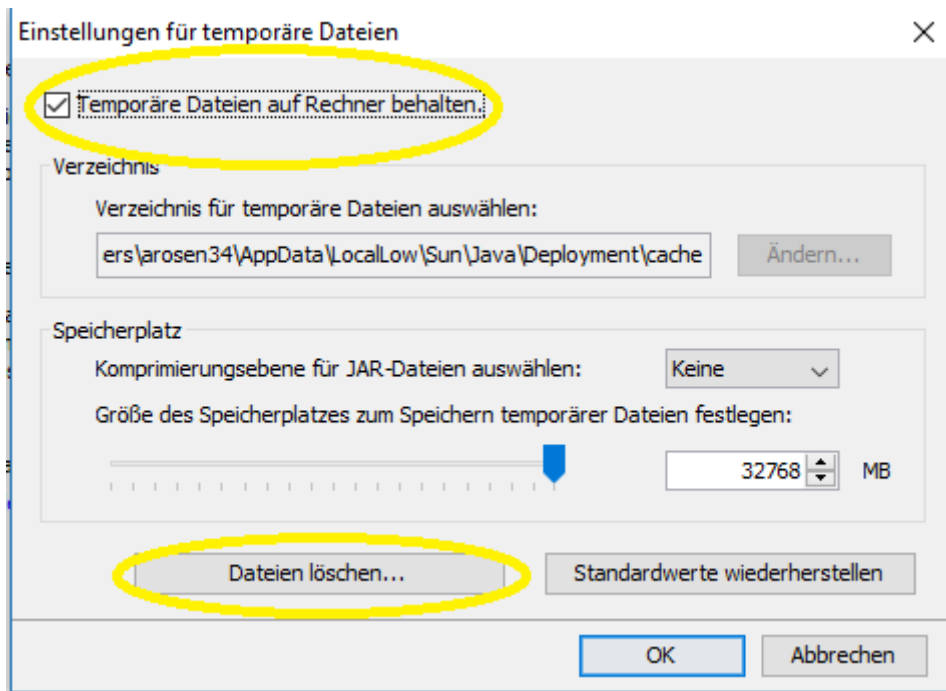 Einstellungen für temporäre Dateien
Temporäre Dateien auf Rechner behalten.
Verzeichnis
Verzeichnis für temporäre Dateien auswählen:
ers\arosen34\AppData\LocalLow\Sun\Java\Deployment\cache
Ändern...
Speicherplatz
Komprimierungsebene für JAR-Dateien auswählen:
Keine
Größe des Speicherplatzes zum Speichern temporärer Dateien festlegen:
32768 MB
Dateien löschen...
Standardwerte wiederherstellen
OK
Abbrechen